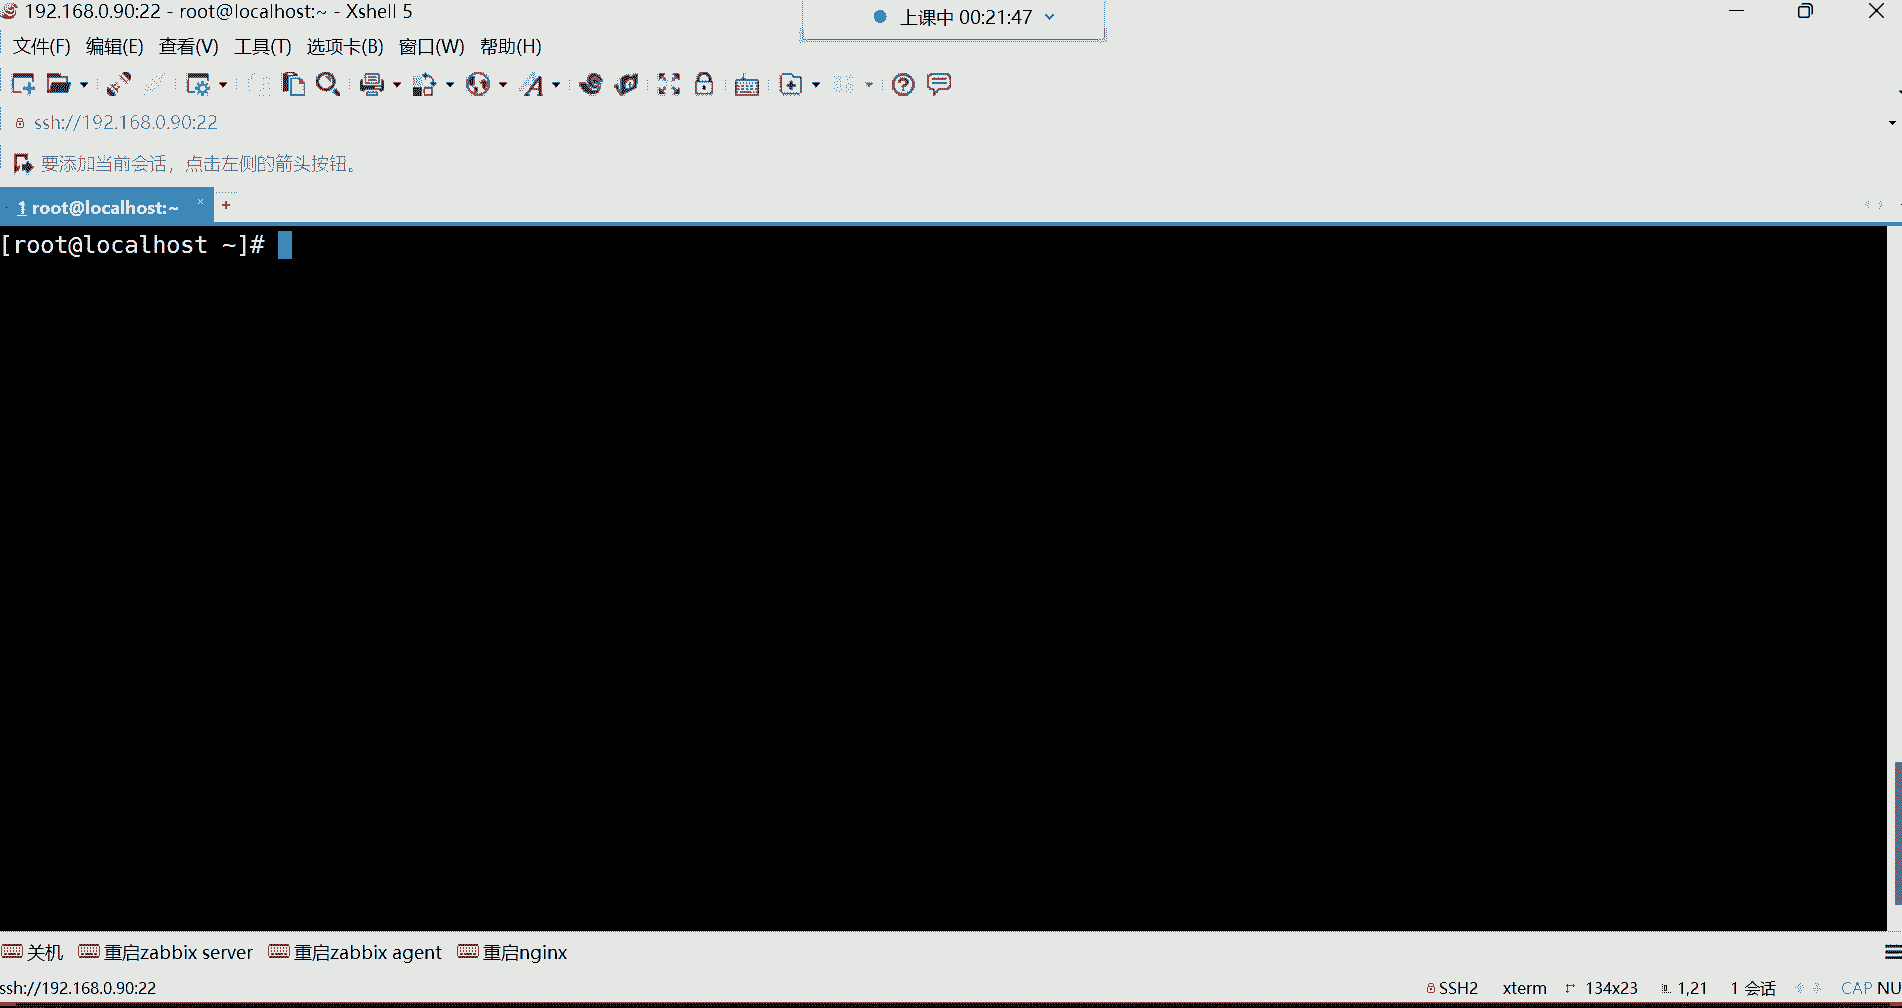 192.168.0.90:22 - root@localhost:~ - Xshell 5
上课中 00:21:47
文件(F) 编辑(E) 查看(V) 工具(T) 选项卡(B) 窗口(W) 帮助(H)
ssh://192.168.0.90:22
要添加当前会话，点击左侧的箭头按钮。
1 root@localhost:~ × +
[root@localhost ~]#
关机 重启zabbix server 重启zabbix agent 重启nginx
ssh://192.168.0.90:22 SSH2 xterm 134x23 1,21 1 会话 CAP NU